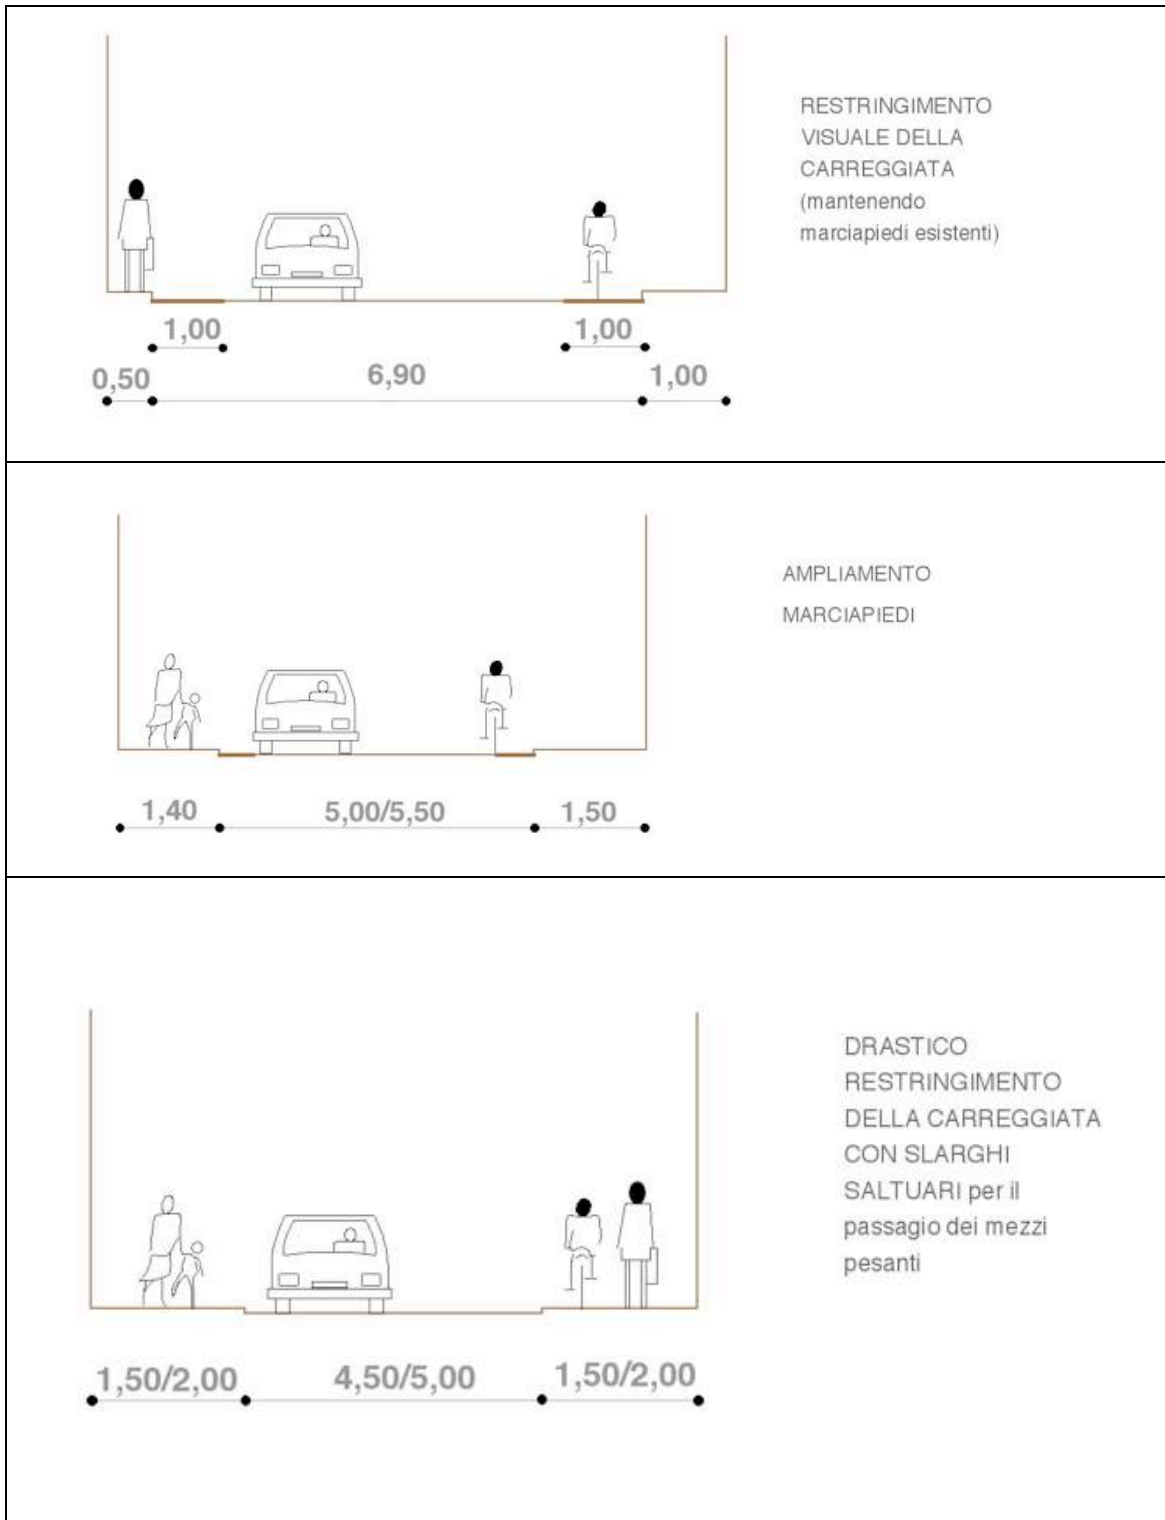 RESTRINGIMENTO
VISUALE DELLA
CARREGGIATA
(mantenendo
marciapiedi esistenti)
1,00
1,00
0,50
6,90
1,00
AMPLIAMENTO
MARCIAPIEDI
1,40
5,00/5,50
1,50
DRASTICO
RESTRINGIMENTO
DELLA CARREGGIATA
CON SLARGHI
SALTUARI per il
passagio dei mezzi
pesanti
1,50/2,00
4,50/5,00
1,50/2,00